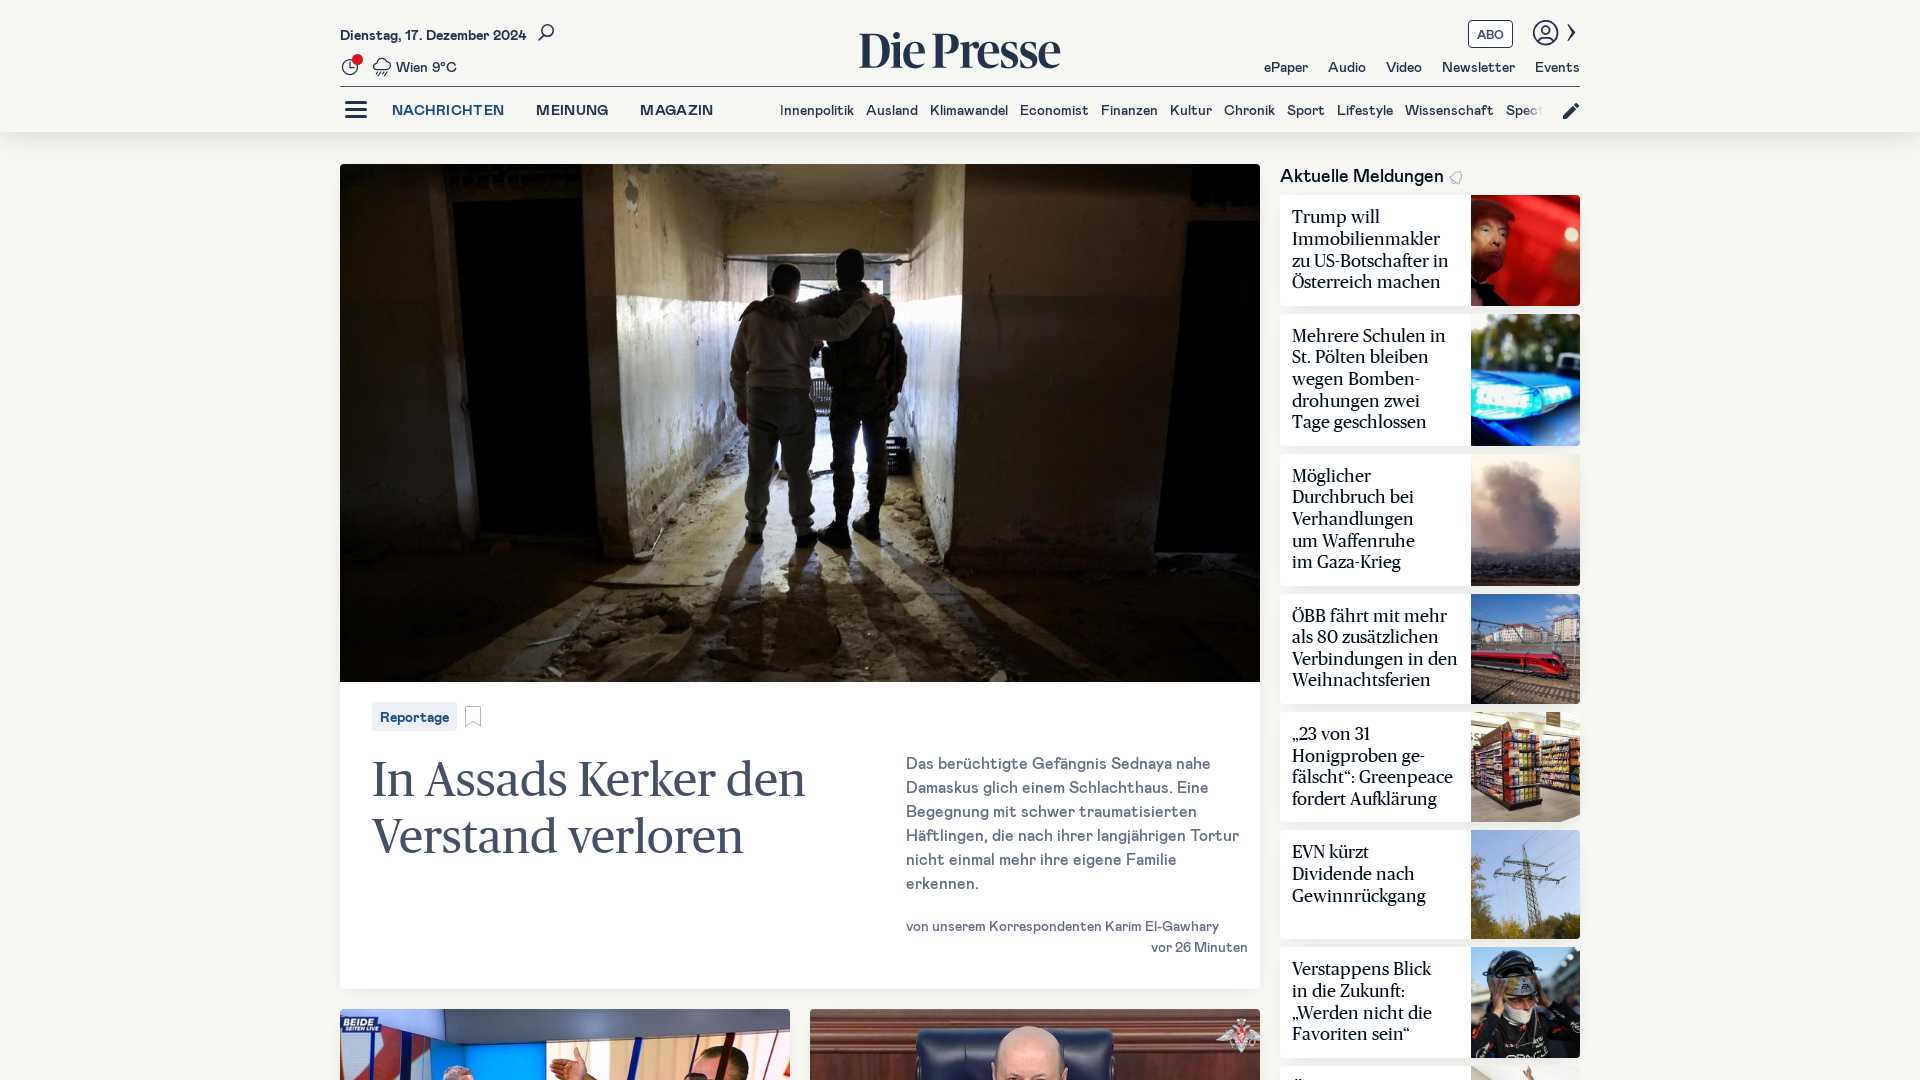 Dienstag, 17. Dezember 2024
Wien 9°C
Die Presse
ABO
ePaper Audio Video Newsletter Events
NACHRICHTEN MEINUNG MAGAZIN
Innenpolitik Ausland Klimawandel Economist Finanzen Kultur Chronik Sport Lifestyle Wissenschaft Spect
Reportage
In Assads Kerker den
Verstand verloren
Das berüchtigte Gefängnis Sednaya nahe
Damaskus glich einem Schlachthaus. Eine
Begegnung mit schwer traumatisierten
Häftlingen, die nach ihrer langjährigen Tortur
nicht einmal mehr ihre eigene Familie
erkennen.
von unserem Korrespondenten Karim El-Gawhary
vor 26 Minuten
BEIDE
SEITEN LIVE
Aktuelle Meldungen
Trump will
Immobilienmakler
zu US-Botschafter in
Österreich machen
Mehrere Schulen in
St. Pölten bleiben
wegen Bomben-
drohungen zwei
Tage geschlossen
Möglicher
Durchbruch bei
Verhandlungen
um Waffenruhe
im Gaza-Krieg
ÖBB fährt mit mehr
als 80 zusätzlichen
Verbindungen in den
Weihnachtsferien
„23 von 31
Honigproben ge-
fälscht“: Greenpeace
fordert Aufklärung
EVN kürzt
Dividende nach
Gewinnrückgang
Verstappens Blick
in die Zukunft:
„Werden nicht die
Favoriten sein“